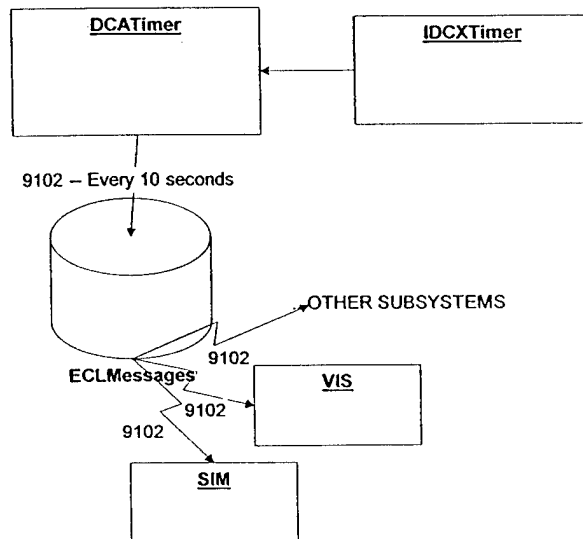 DCATimer
IDCXTimer
9102 – Every 10 seconds
OTHER SUBSYSTEMS
9102
ECLMessages
VIS
9102
9102
SIM